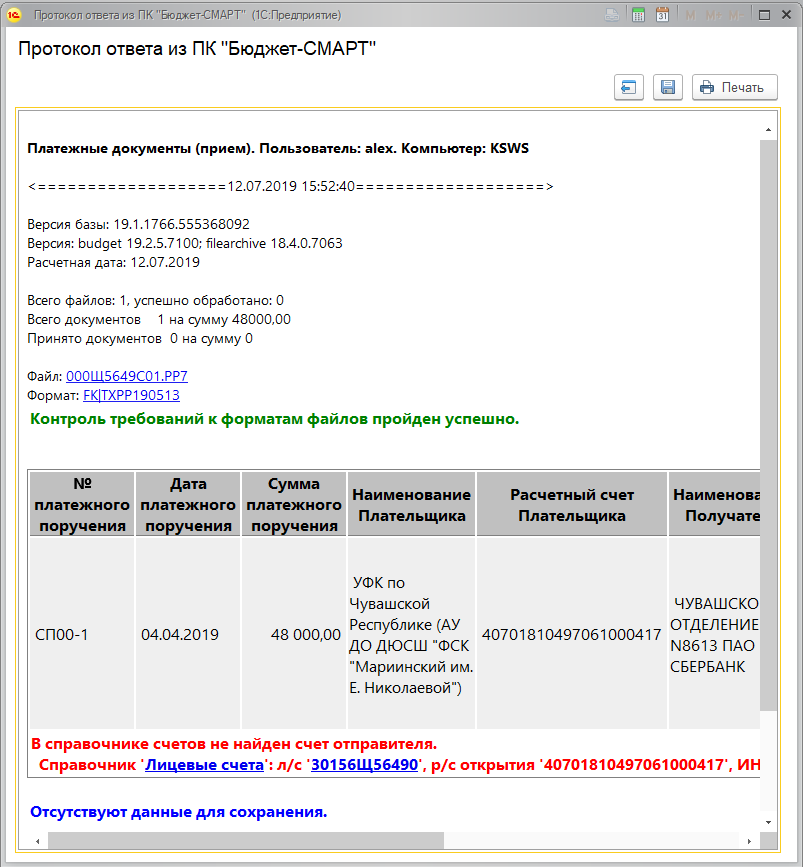 Протокол ответа из ПК "Бюджет-СМАРТ" (1С:Предприятие)
M M+ M-
Протокол ответа из ПК "Бюджет-СМАРТ"
Печать
Платежные документы (прием). Пользователь: alex. Компьютер: KSWS
<===================12.07.2019 15:52:40===================>
Версия базы: 19.1.1766.555368092
Версия: budget 19.2.5.7100; filearchive 18.4.0.7063
Расчетная дата: 12.07.2019
Всего файлов: 1, успешно обработано: 0
Всего документов 1 на сумму 48000,00
Принято документов 0 на сумму 0
Файл: 000Щ5649C01.PP7
Формат: FK|TXPP190513
Контроль требований к форматам файлов пройден успешно.
№ платежного поручения
Дата платежного поручения
Сумма платежного поручения
Наименование Плательщика
Расчетный счет Плательщика
Наименова
Получате
СП00-1
04.04.2019
48 000,00
УФК по
Чувашской
Республике (АУ
ДО ДЮСШ "ФСК
"Мариинский им.
Е. Николаевой")
40701810497061000417
ЧУВАШСКО
ОТДЕЛЕНИЕ
N8613 ПАО
СБЕРБАНК
В справочнике счетов не найден счет отправителя.
Справочник 'Лицевые счета': л/с '30156Щ56490', р/с открытия '40701810497061000417', ИН
Отсутствуют данные для сохранения.